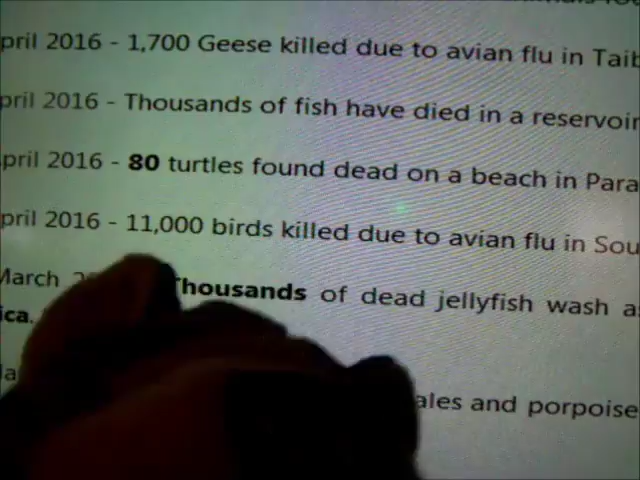 pril 2016 - 1,700 Geese killed due to avian flu in Taib
pril 2016 - Thousands of fish have died in a reservoir
pril 2016 - 80 turtles found dead on a beach in Para
pril 2016 - 11,000 birds killed due to avian flu in Sou
March Thousands of dead jellyfish wash a
ica.
ales and porpoise